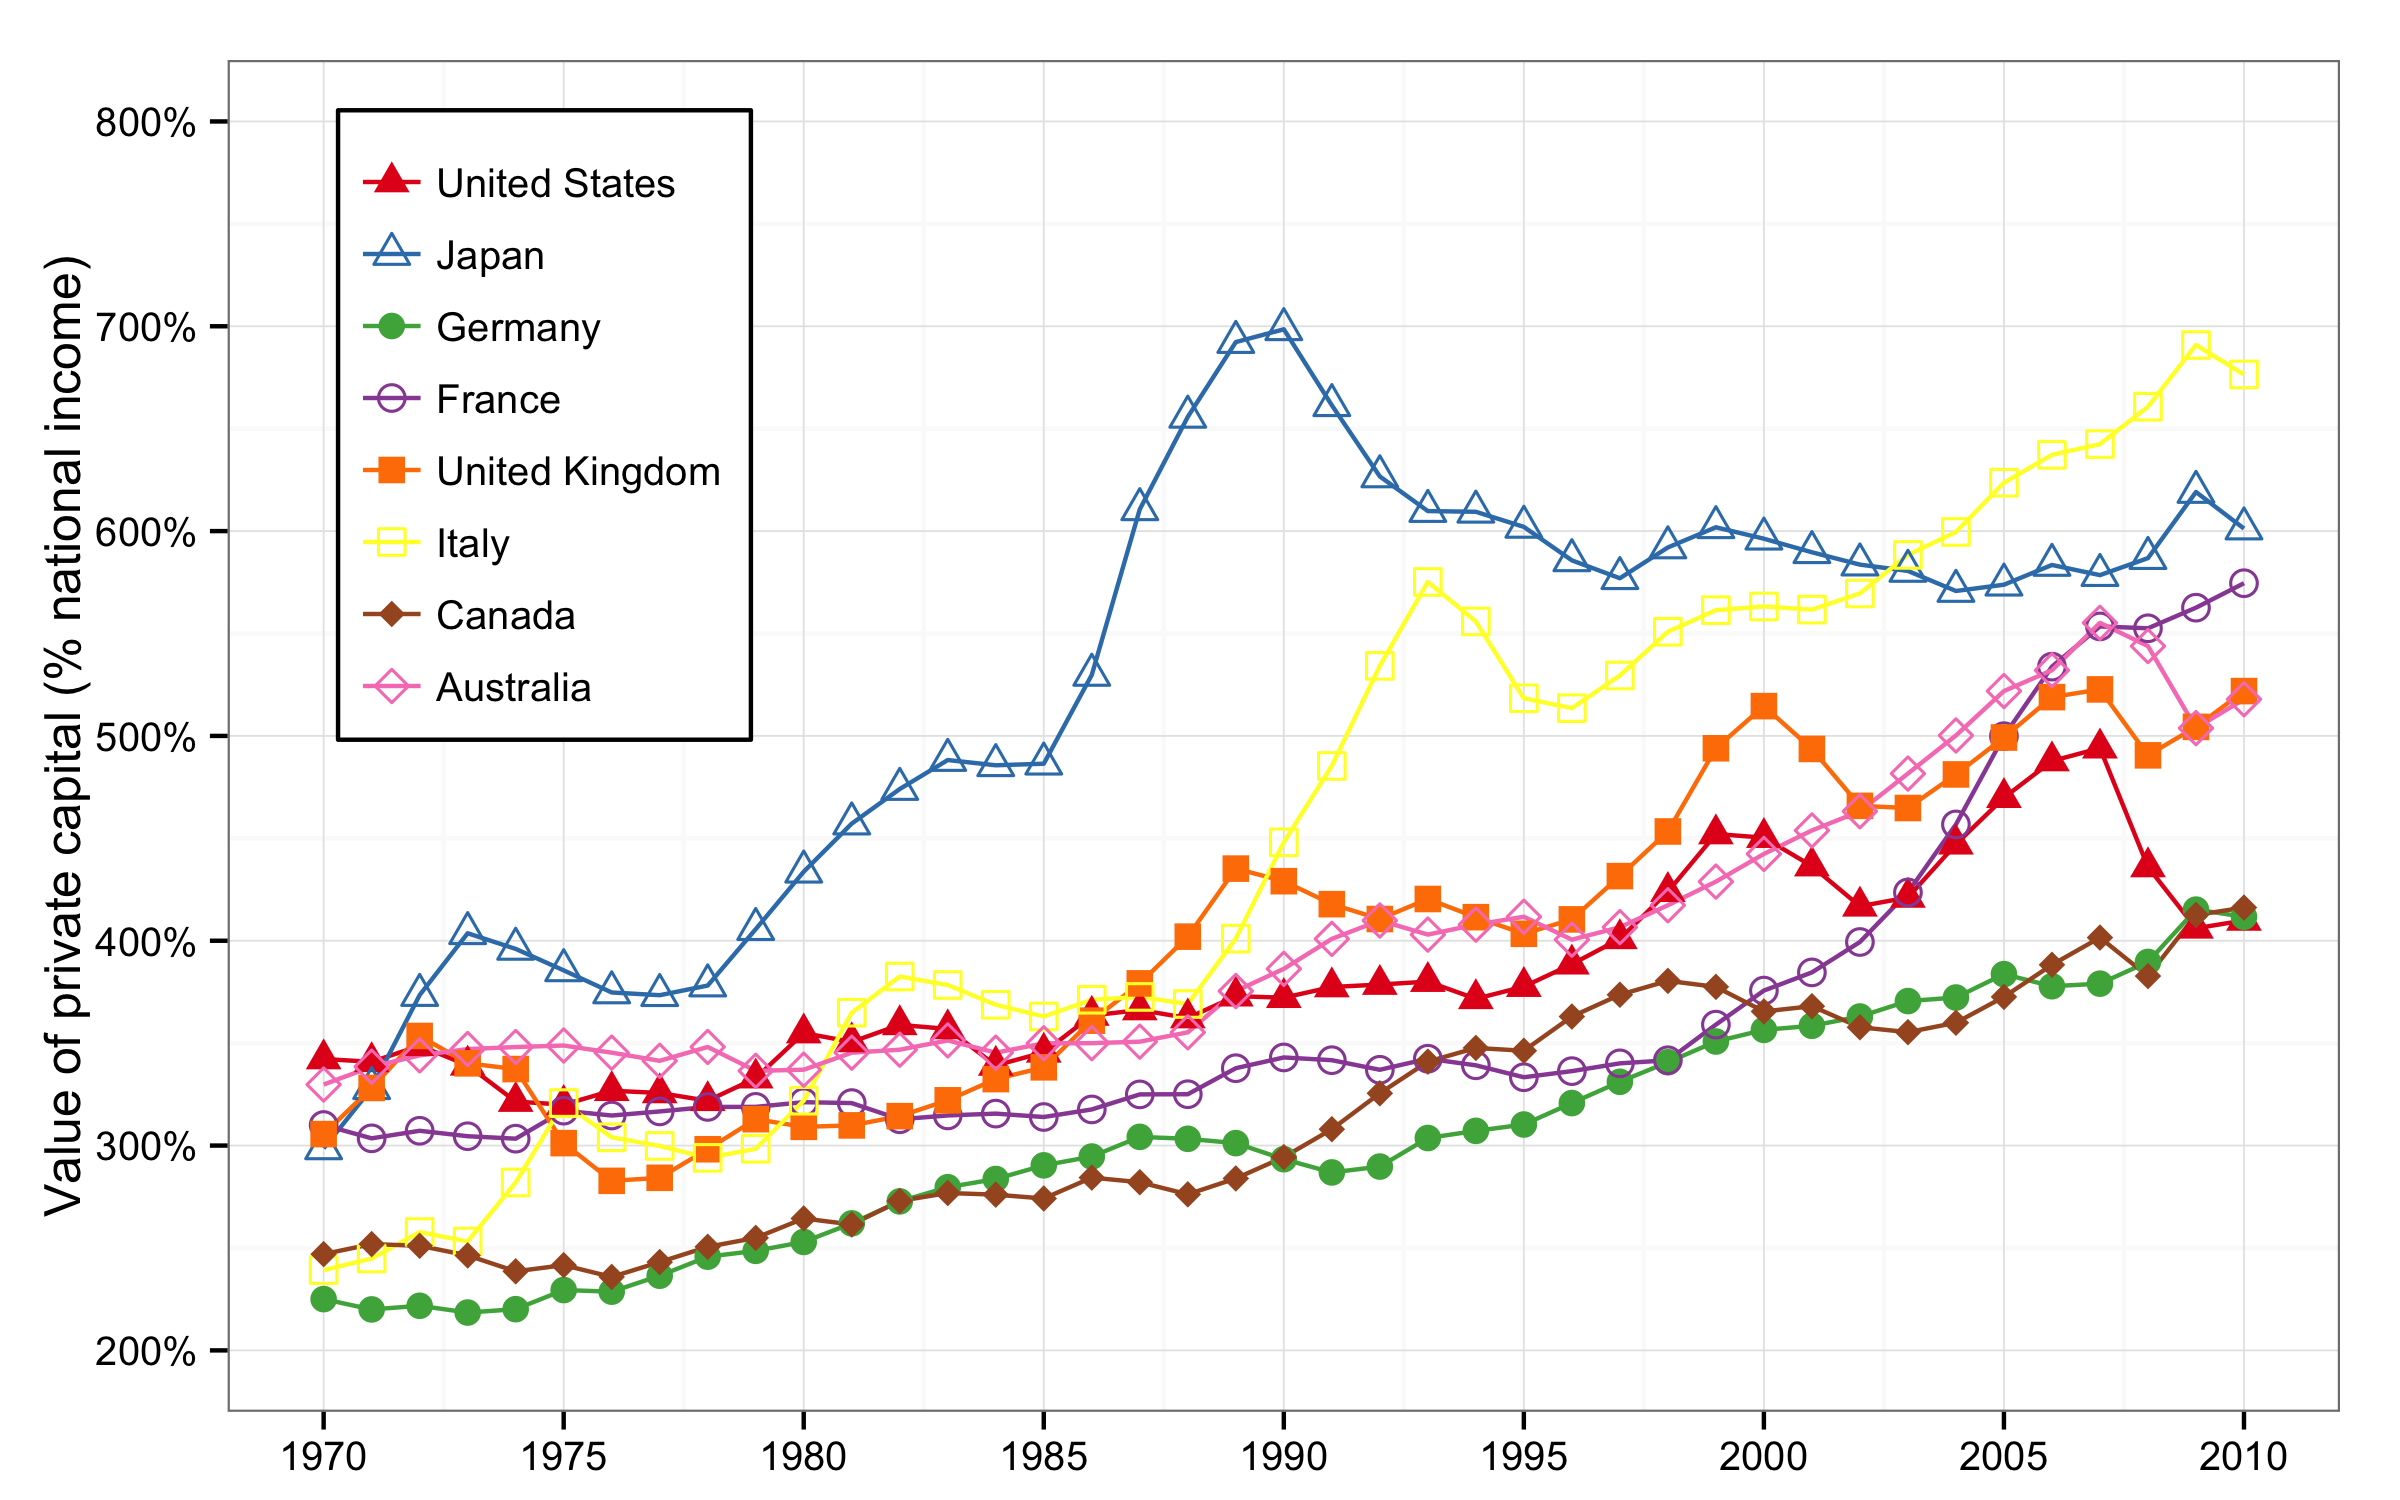 Value of private capital (% national income)
800%
700%
600%
500%
400%
300%
200%
United States
Japan
Germany
France
United Kingdom
Italy
Canada
Australia
1970 1975 1980 1985 1990 1995 2000 2005 2010